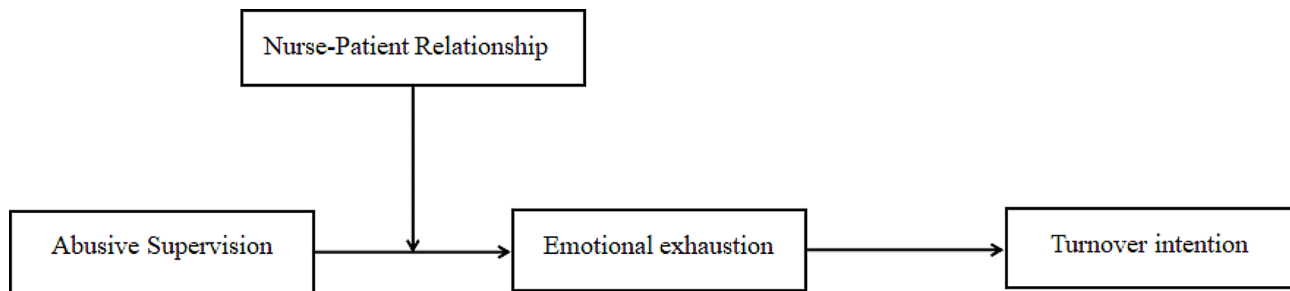 Nurse-Patient Relationship
Abusive Supervision
Emotional exhaustion
Turnover intention